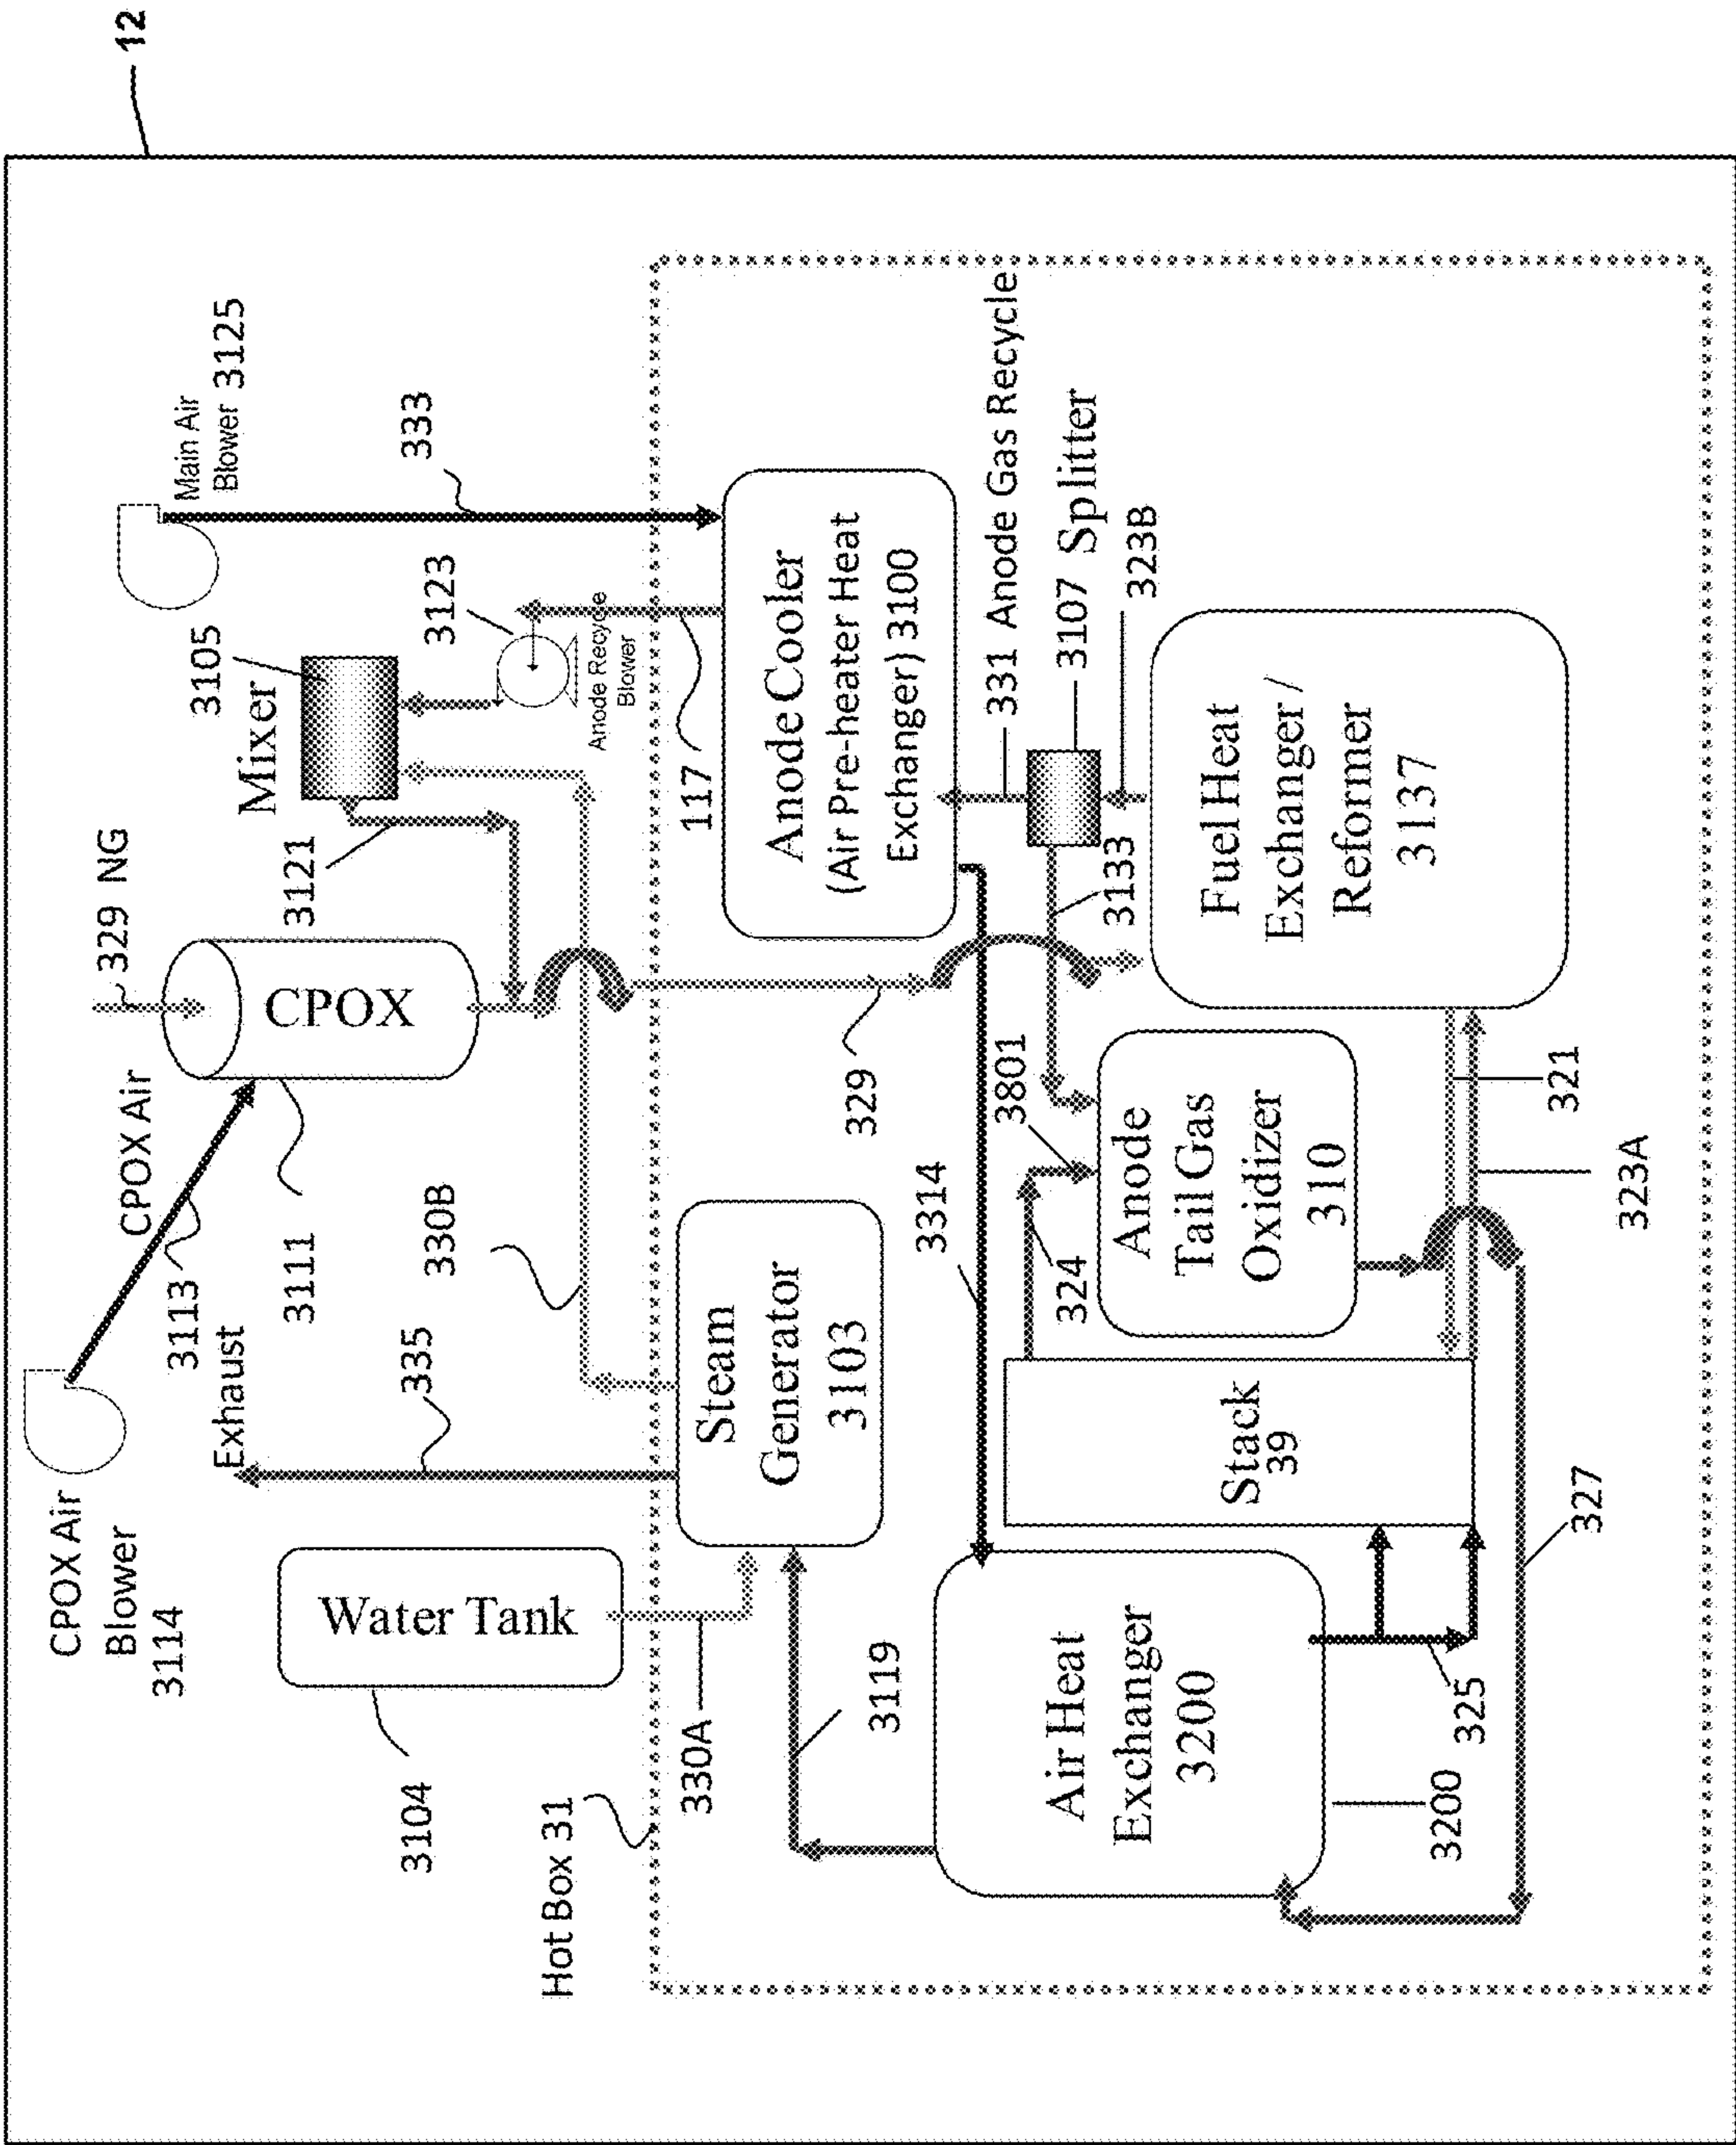 12
CPOX Air
Blower
3114
CPOX Air
3113
3111
329 NG
CPOX
Exhaust
335
330B
3121
Mixer
3105
3123
Anode Recycle
Blower
Main Air
Blower 3125
333
Water Tank
3104
Hot Box 31
330A
Steam
Generator
3103
117
Anode Cooler
(Air Pre-heater Heat
Exchanger) 3100
3119
3314
329
331 Anode Gas Recycle
3107 Splitter
323B
3133
3801
324
Air Heat
Exchanger
3200
3200
325
Stack
39
Anode
Tail Gas
Oxidizer
310
Fuel Heat
Exchanger /
Reformer
3137
321
323A
327